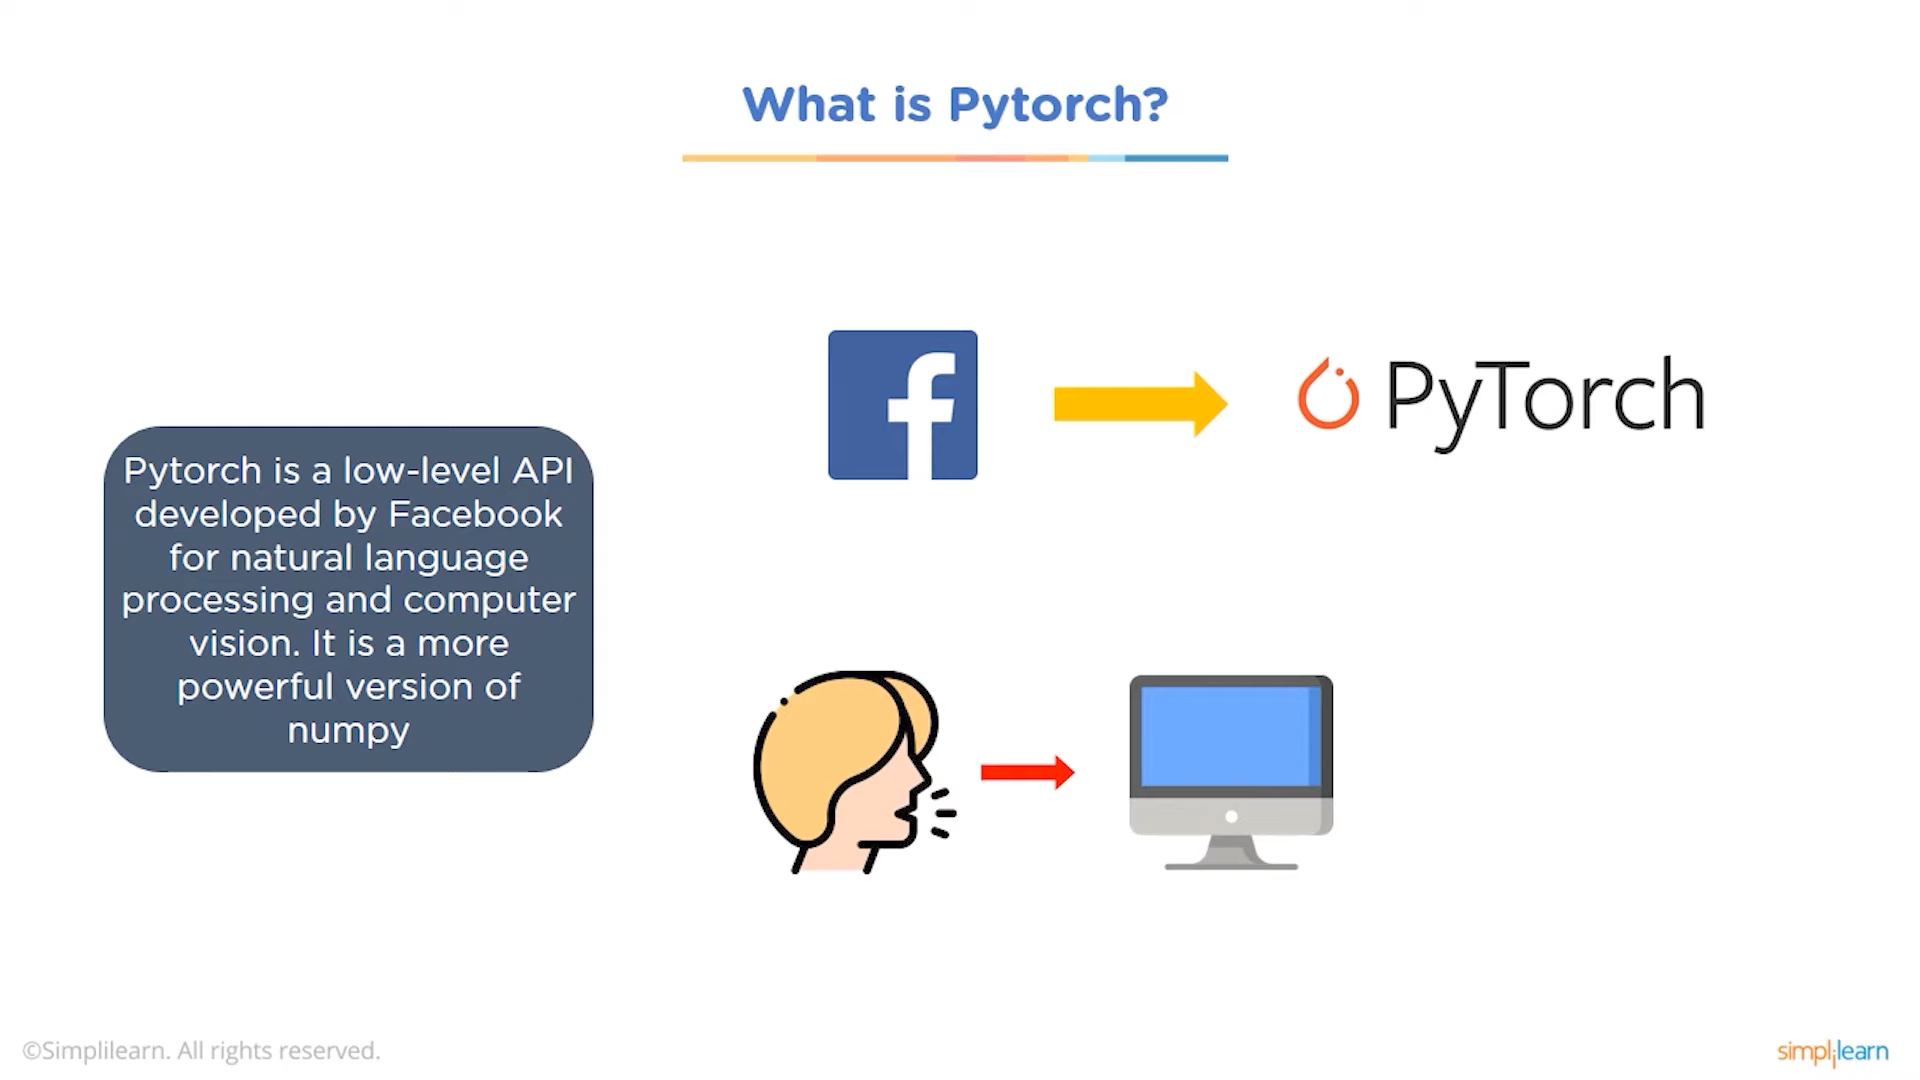 What is Pytorch?
PyTorch
Pytorch is a low-level API
developed by Facebook
for natural language
processing and computer
vision. It is a more
powerful version of
numpy
©Simplilearn. All rights reserved.
simplilearn